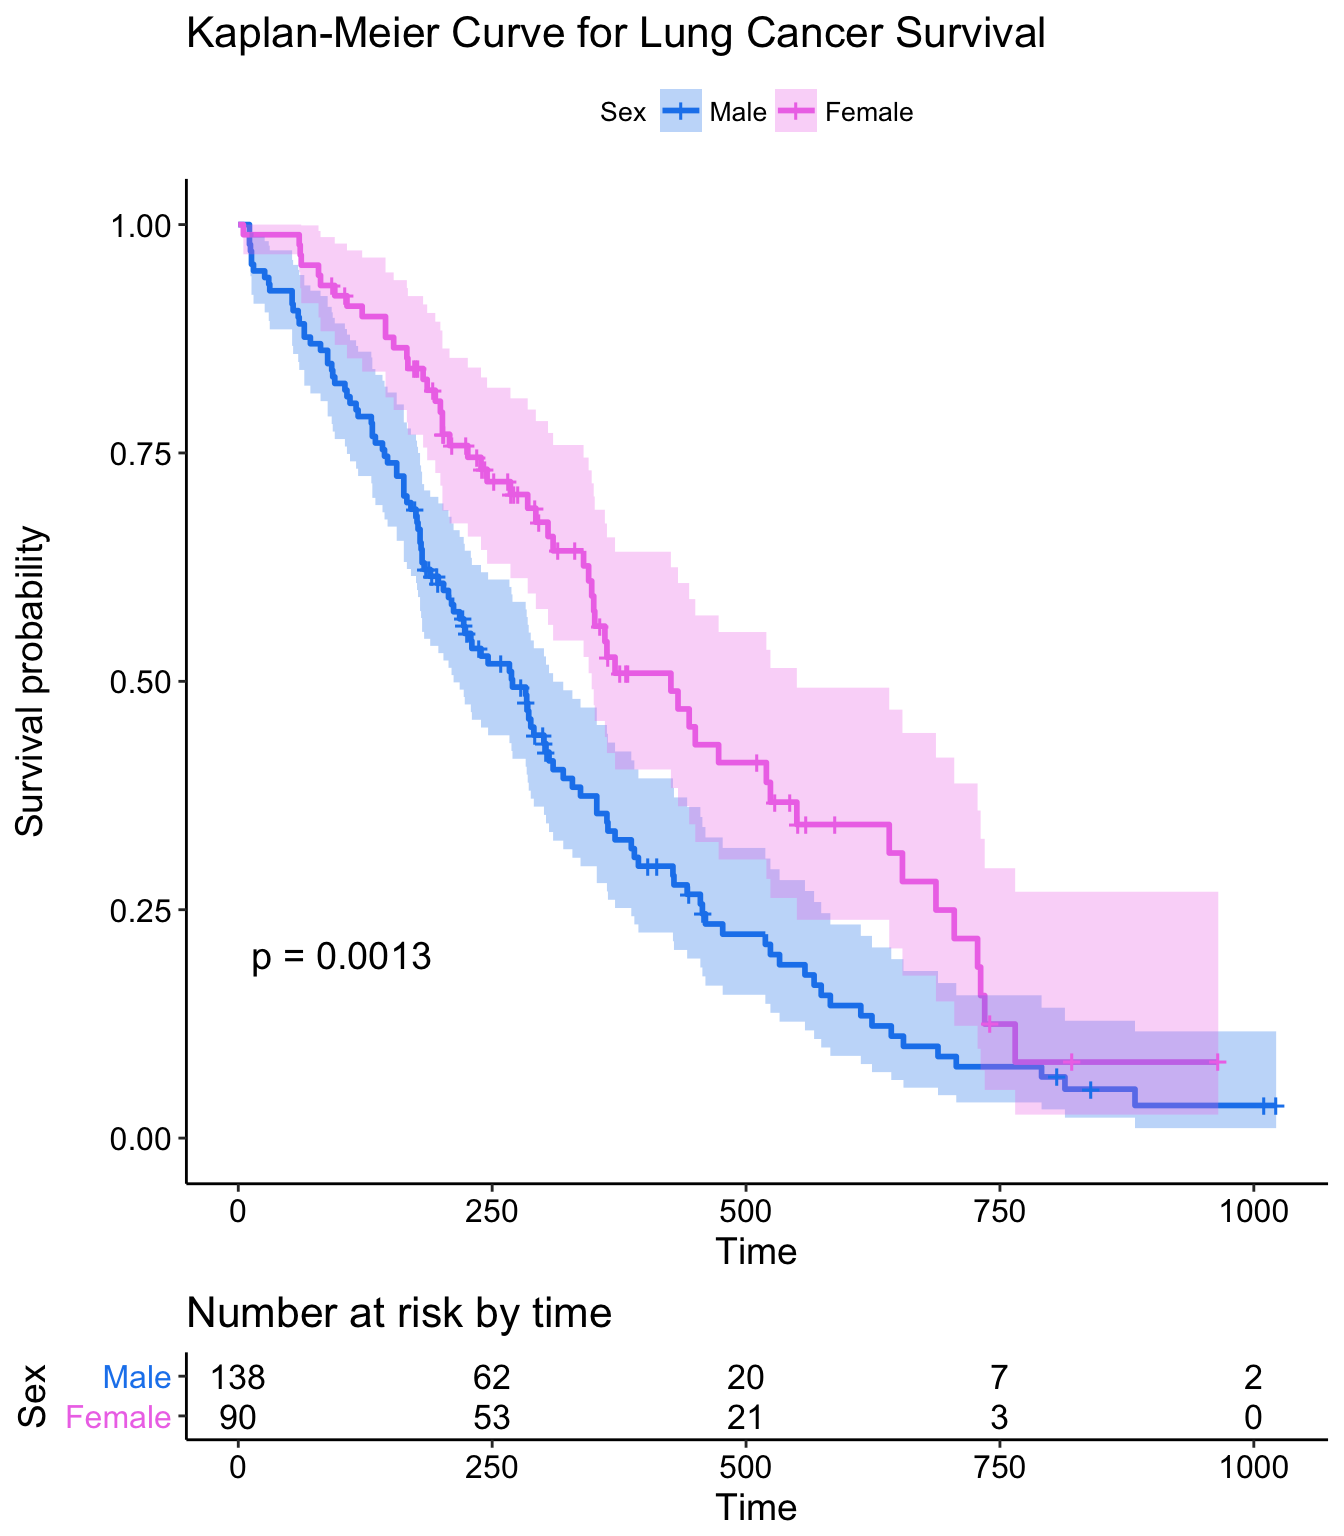 Kaplan-Meier Curve for Lung Cancer Survival
Sex Male Female
Survival probability
1.00
0.75
0.50
0.25
0.00
p = 0.0013
0 250 500 750 1000
Time
Number at risk by time
Sex
Male 138 62 20 7 2
Female 90 53 21 3 0
0 250 500 750 1000
Time